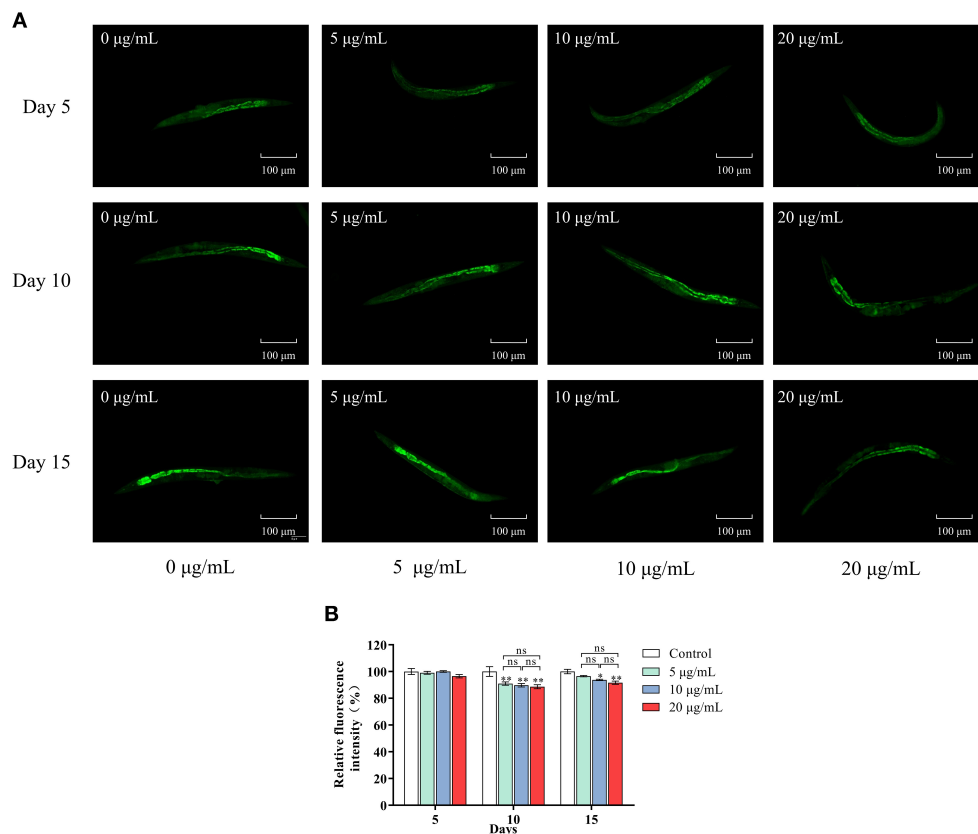 A
0 μg/mL 5 μg/mL 10 μg/mL 20 μg/mL
Day 5
100 μm 100 μm 100 μm 100 μm
0 μg/mL 5 μg/mL 10 μg/mL 20 μg/mL
Day 10
100 μm 100 μm 100 μm 100 μm
0 μg/mL 5 μg/mL 10 μg/mL 20 μg/mL
Day 15
100 μm 100 μm 100 μm 100 μm
0 μg/mL 5 μg/mL 10 μg/mL 20 μg/mL
B
Relative fluorescence
intensity（%）
120
100
80
60
40
20
0
ns
ns ns
** ** **
ns
ns ns
* **
5 10 15
Days
Control
5 μg/mL
10 μg/mL
20 μg/mL